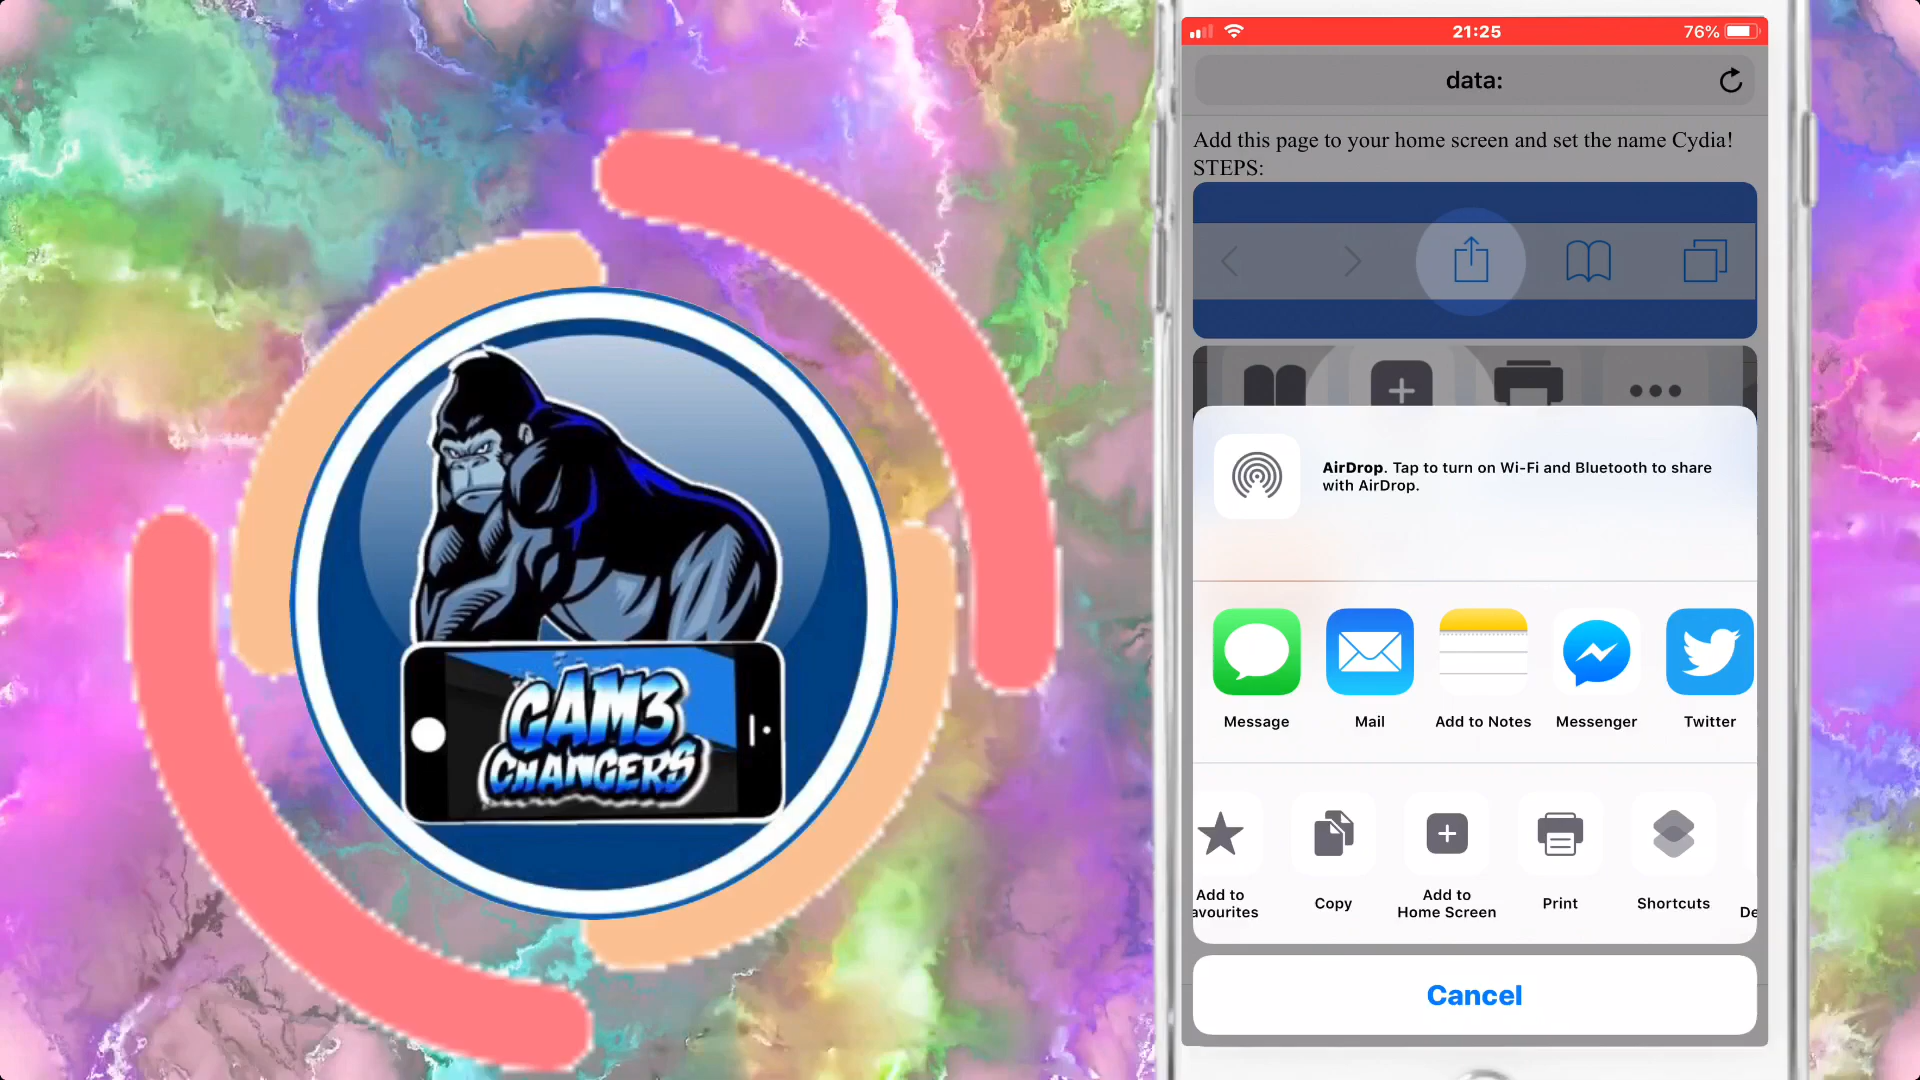 GAM3
CHANGERS
21:25
76%
data:
Add this page to your home screen and set the name Cydia!
STEPS:
AirDrop. Tap to turn on Wi-Fi and Bluetooth to share
with AirDrop.
Message
Mail
Add to Notes
Messenger
Twitter
Add to
avourites
Copy
Add to
Home Screen
Print
Shortcuts
De
Cancel